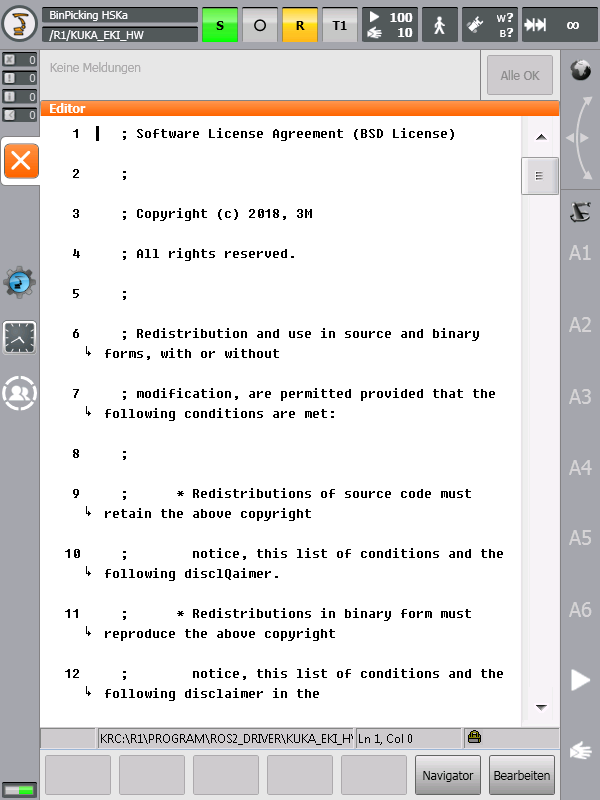 BinPicking HSKa
/R1/KUKA_EKI_HW
S
R
T1
100
10
W?
B?
∞
0
0
0
0
Keine Meldungen
Alle OK
Editor
1 ; Software License Agreement (BSD License)
2 ;
3 ; Copyright (c) 2018, 3M
4 ; All rights reserved.
5 ;
6 ; Redistribution and use in source and binary
↳ forms, with or without
7 ; modification, are permitted provided that the
↳ following conditions are met:
8 ;
9 ; * Redistributions of source code must
↳ retain the above copyright
10 ; notice, this list of conditions and the
↳ following disclQaimer.
11 ; * Redistributions in binary form must
↳ reproduce the above copyright
12 ; notice, this list of conditions and the
↳ following disclaimer in the
A1
A2
A3
A4
A5
A6
KRC:\R1\PROGRAM\ROS2_DRIVER\KUKA_EKI_H
Ln 1, Col 0
Navigator
Bearbeiten